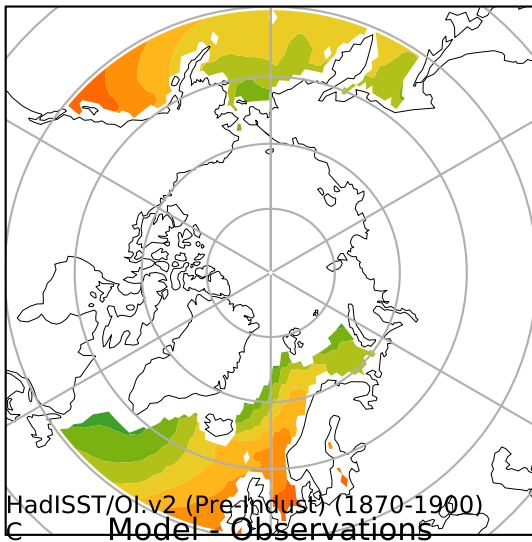 HadISST/OI.v2 (Pre-Indust) (1870-1900)
C Model - Observations